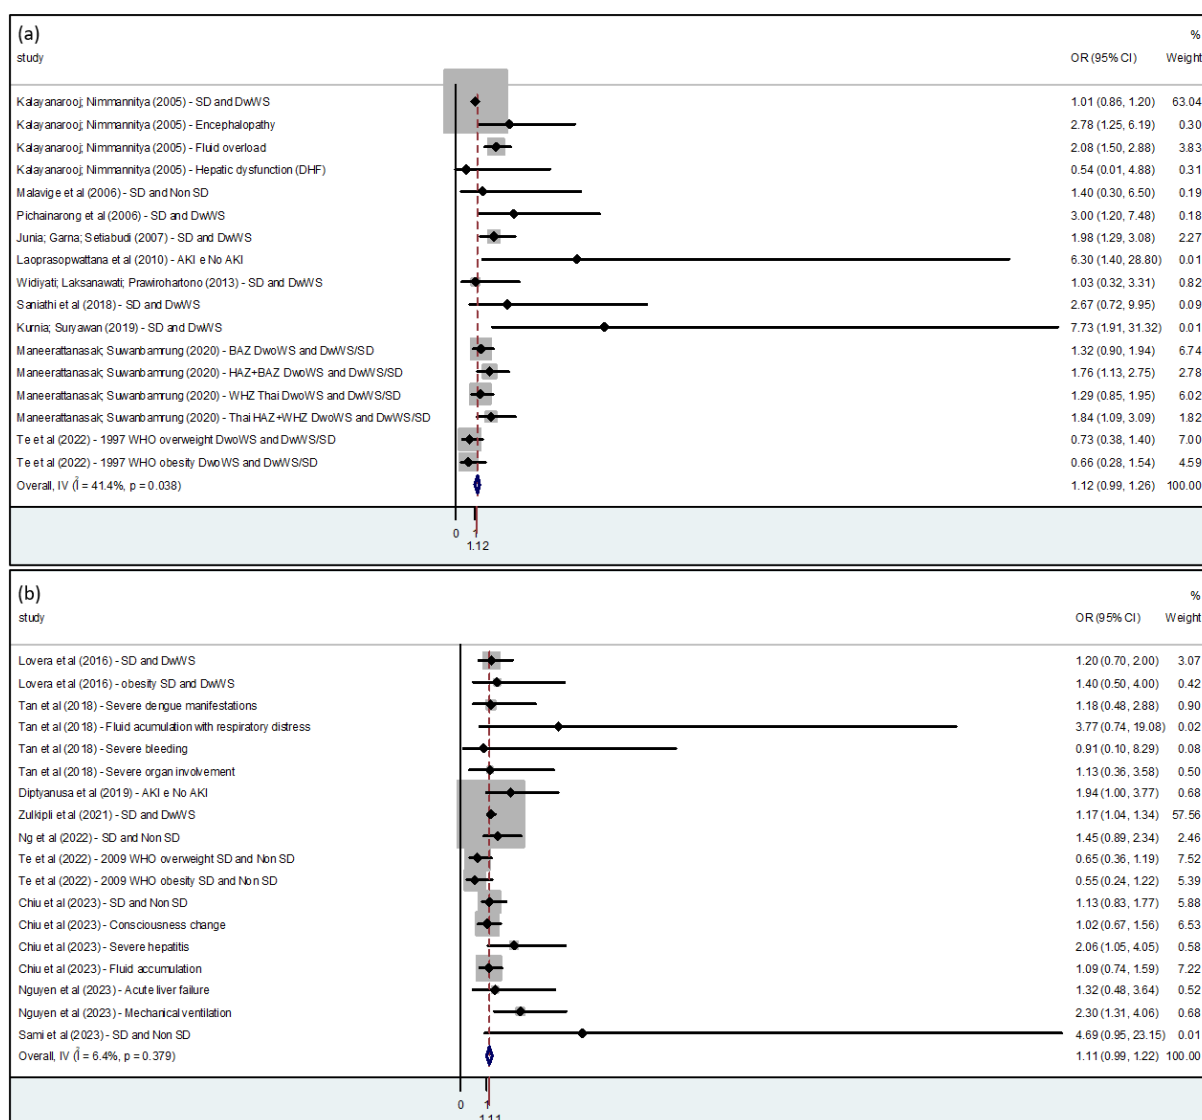 (a)
%
study OR (95% CI) Weight
Kalayanarooj; Nimmannitya (2005) - SD and DwWS 1.01 (0.86, 1.20) 63.04
Kalayanarooj; Nimmannitya (2005) - Encephalopathy 2.78 (1.25, 6.19) 0.30
Kalayanarooj; Nimmannitya (2005) - Fluid overload 2.08 (1.50, 2.88) 3.83
Kalayanarooj; Nimmannitya (2005) - Hepatic dysfunction (DHF) 0.54 (0.01, 4.88) 0.31
Malavige et al (2006) - SD and Non SD 1.40 (0.30, 6.50) 0.19
Pichainarong et al (2006) - SD and DwWS 3.00 (1.20, 7.48) 0.18
Junia; Garna; Setiabudi (2007) - SD and DwWS 1.98 (1.29, 3.08) 2.27
Laoprasopwattana et al (2010) - AKI e No AKI 6.30 (1.40, 28.80) 0.01
Widiyati; Laksanawati; Prawirohartono (2013) - SD and DwWS 1.03 (0.32, 3.31) 0.82
Saniathi et al (2018) - SD and DwWS 2.67 (0.72, 9.95) 0.09
Kurnia; Suryawan (2019) - SD and DwWS 7.73 (1.91, 31.32) 0.01
Maneerattanasak; Suwanbamrung (2020) - BAZ DwoWS and DwWS/SD 1.32 (0.90, 1.94) 6.74
Maneerattanasak; Suwanbamrung (2020) - HAZ+BAZ DwoWS and DwWS/SD 1.76 (1.13, 2.75) 2.78
Maneerattanasak; Suwanbamrung (2020) - WHZ Thai DwoWS and DwWS/SD 1.29 (0.85, 1.95) 6.02
Maneerattanasak; Suwanbamrung (2020) - Thai HAZ+WHZ DwoWS and DwWS/SD 1.84 (1.09, 3.09) 1.82
Te et al (2022) - 1997 WHO overweight DwoWS and DwWS/SD 0.73 (0.38, 1.40) 7.00
Te et al (2022) - 1997 WHO obesity DwoWS and DwWS/SD 0.66 (0.28, 1.54) 4.59
Overall, IV (I² = 41.4%, p = 0.038) 1.12 (0.99, 1.26) 100.00
0 1
1.12
(b)
%
study OR (95% CI) Weight
Lovera et al (2016) - SD and DwWS 1.20 (0.70, 2.00) 3.07
Lovera et al (2016) - obesity SD and DwWS 1.40 (0.50, 4.00) 0.42
Tan et al (2018) - Severe dengue manifestations 1.18 (0.48, 2.88) 0.90
Tan et al (2018) - Fluid acumulation with respiratory distress 3.77 (0.74, 19.08) 0.02
Tan et al (2018) - Severe bleeding 0.91 (0.10, 8.29) 0.08
Tan et al (2018) - Severe organ involvement 1.13 (0.36, 3.58) 0.50
Diptyanusa et al (2019) - AKI e No AKI 1.94 (1.00, 3.77) 0.68
Zulkipli et al (2021) - SD and DwWS 1.17 (1.04, 1.34) 57.56
Ng et al (2022) - SD and Non SD 1.45 (0.89, 2.34) 2.46
Te et al (2022) - 2009 WHO overweight SD and Non SD 0.65 (0.36, 1.19) 7.52
Te et al (2022) - 2009 WHO obesity SD and Non SD 0.55 (0.24, 1.22) 5.39
Chiu et al (2023) - SD and Non SD 1.13 (0.83, 1.77) 5.88
Chiu et al (2023) - Consciousness change 1.02 (0.67, 1.56) 6.53
Chiu et al (2023) - Severe hepatitis 2.06 (1.05, 4.05) 0.58
Chiu et al (2023) - Fluid accumulation 1.09 (0.74, 1.59) 7.22
Nguyen et al (2023) - Acute liver failure 1.32 (0.48, 3.64) 0.52
Nguyen et al (2023) - Mechanical ventilation 2.30 (1.31, 4.06) 0.68
Sami et al (2023) - SD and Non SD 4.69 (0.95, 23.15) 0.01
Overall, IV (I² = 6.4%, p = 0.379) 1.11 (0.99, 1.22) 100.00
0 1
1.11